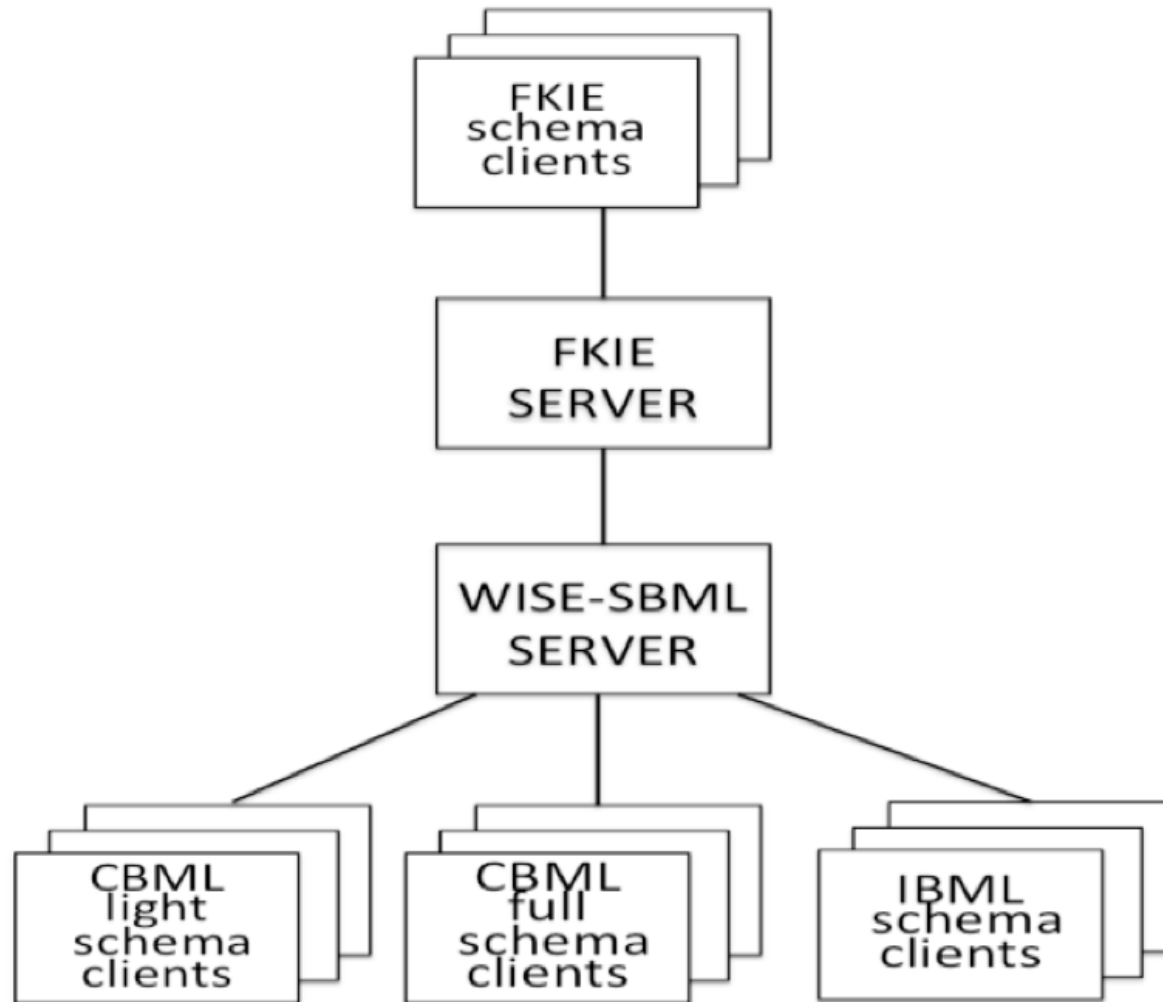 FKIE
schema
clients
FKIE
SERVER
WISE-SBML
SERVER
CBML
light
schema
clients
CBML
full
schema
clients
IBML
schema
clients